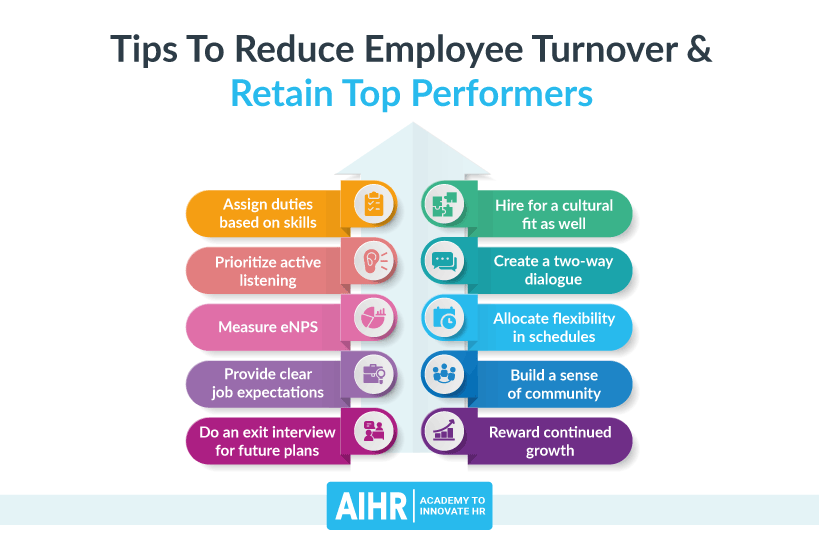 Tips To Reduce Employee Turnover &
Retain Top Performers
Assign duties
based on skills
Prioritize active
listening
Measure eNPS
Provide clear
job expectations
Do an exit interview
for future plans
Hire for a cultural
fit as well
Create a two-way
dialogue
Allocate flexibility
in schedules
Build a sense
of community
Reward continued
growth
AIHR
ACADEMY TO
INNOVATE HR